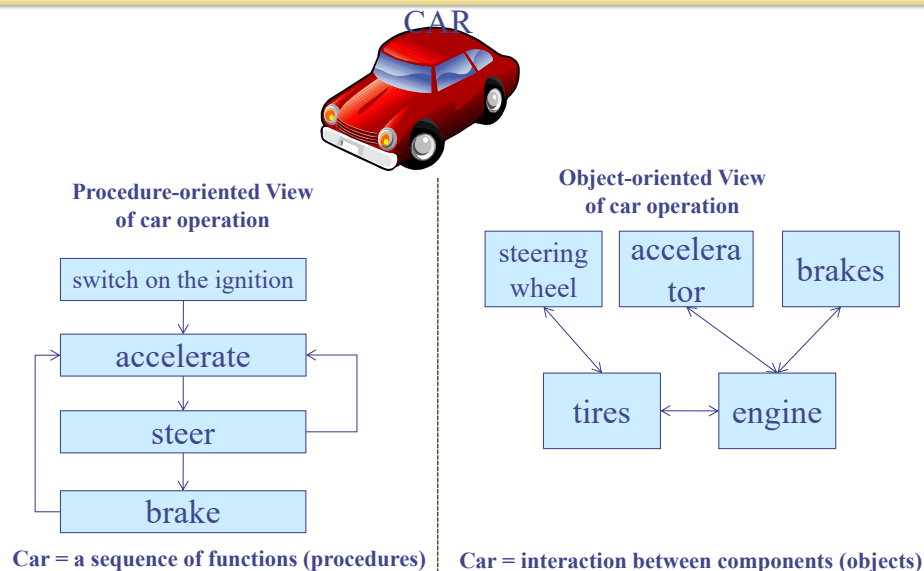 CAR
Procedure-oriented View
of car operation
switch on the ignition
accelerate
steer
brake
Car = a sequence of functions (procedures)
Object-oriented View
of car operation
steering
wheel
accelera
tor
brakes
tires
engine
Car = interaction between components (objects)